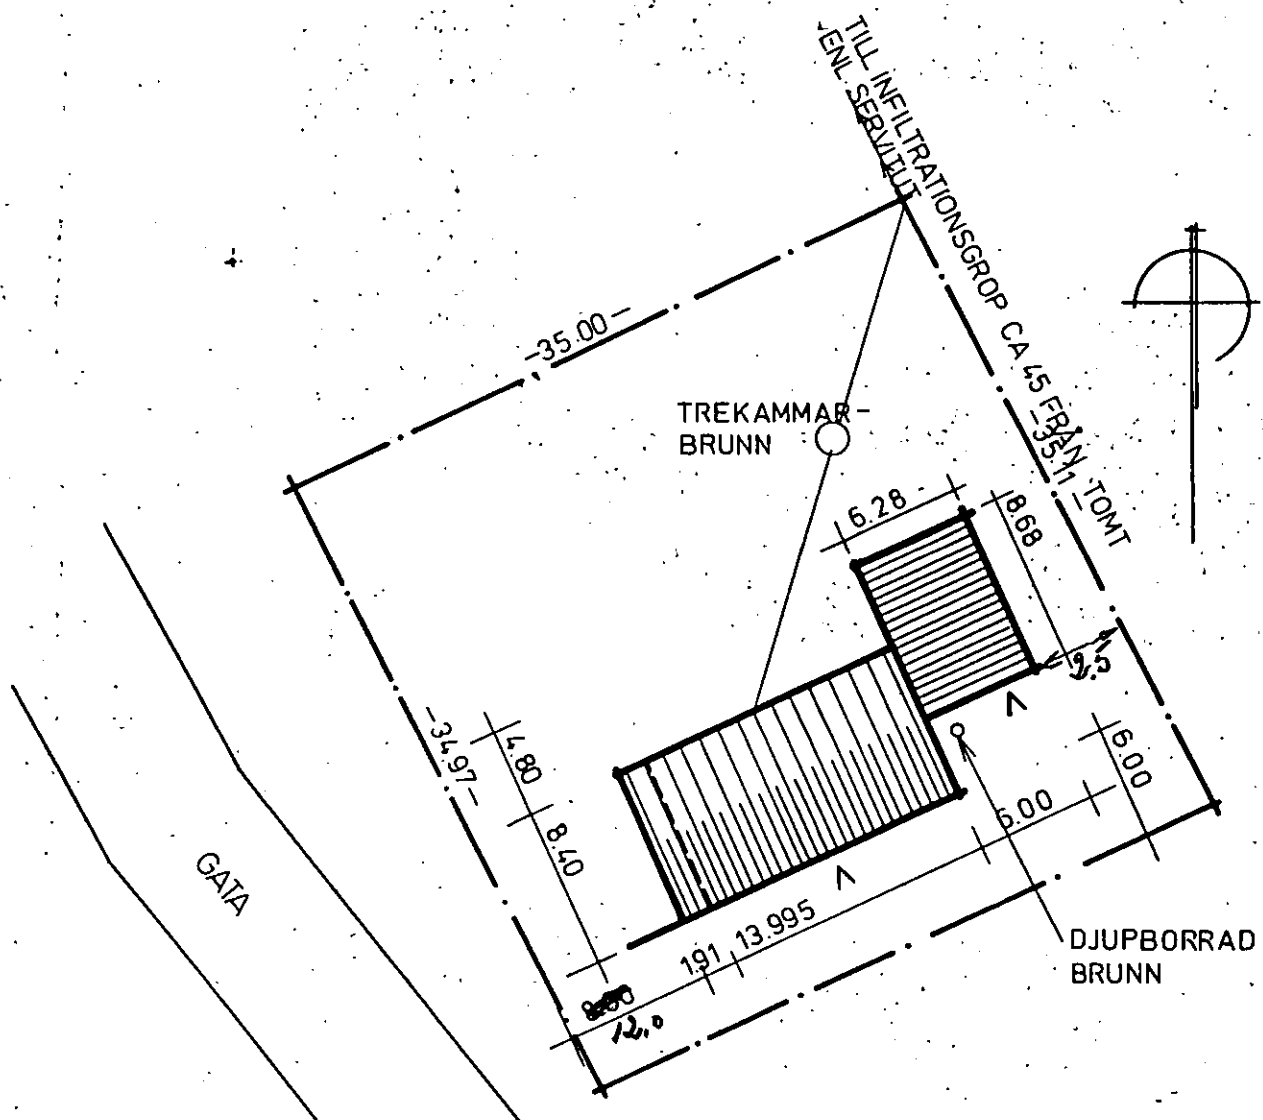 TILL INFILTRATIONSGROP CA 45 FRÅN TOMT
ENL. SERVITUT
-35.00-
TREKAMMAR-
BRUNN
-35.11-
6.28
8.68
2,5
-34.97-
4.80
8.40
6.00
6.00
GATA
1.91
13.995
12,0
DJUPBORRAD
BRUNN